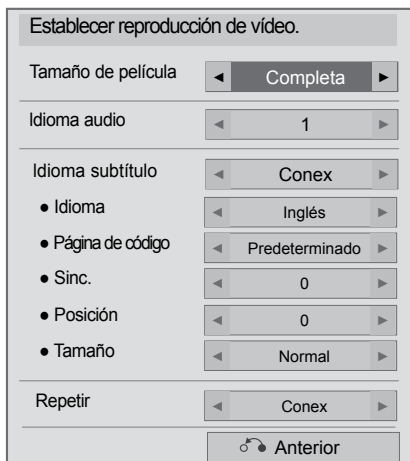 Establecer reproducción de vídeo.
Tamaño de película ◄ Completa ►
Idioma audio ◄ 1 ►
Idioma subtítulo ◄ Conex ►
● Idioma ◄ Inglés ►
● Página de código ◄ Predeterminado ►
● Sinc. ◄ 0 ►
● Posición ◄ 0 ►
● Tamaño ◄ Normal ►
Repetir ◄ Conex ►
Anterior